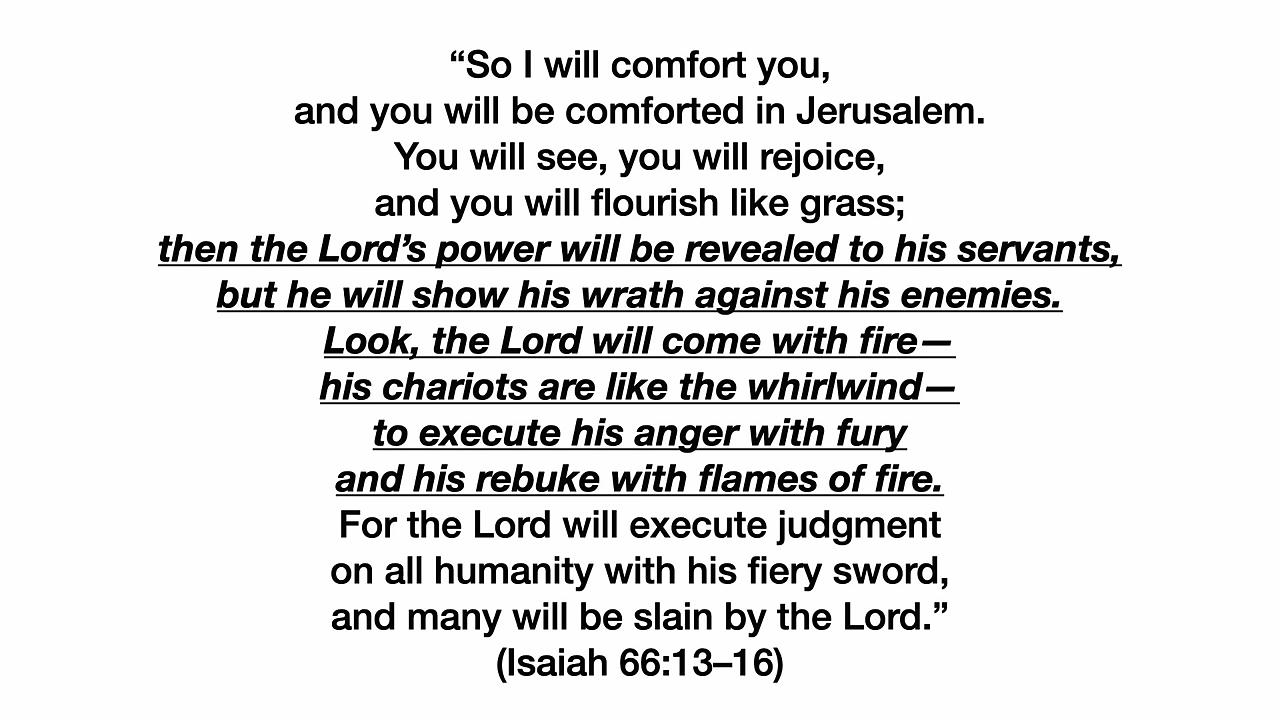 “So I will comfort you,
and you will be comforted in Jerusalem.
You will see, you will rejoice,
and you will flourish like grass;
then the Lord’s power will be revealed to his servants,
but he will show his wrath against his enemies.
Look, the Lord will come with fire—
his chariots are like the whirlwind—
to execute his anger with fury
and his rebuke with flames of fire.
For the Lord will execute judgment
on all humanity with his fiery sword,
and many will be slain by the Lord.”
(Isaiah 66:13–16)